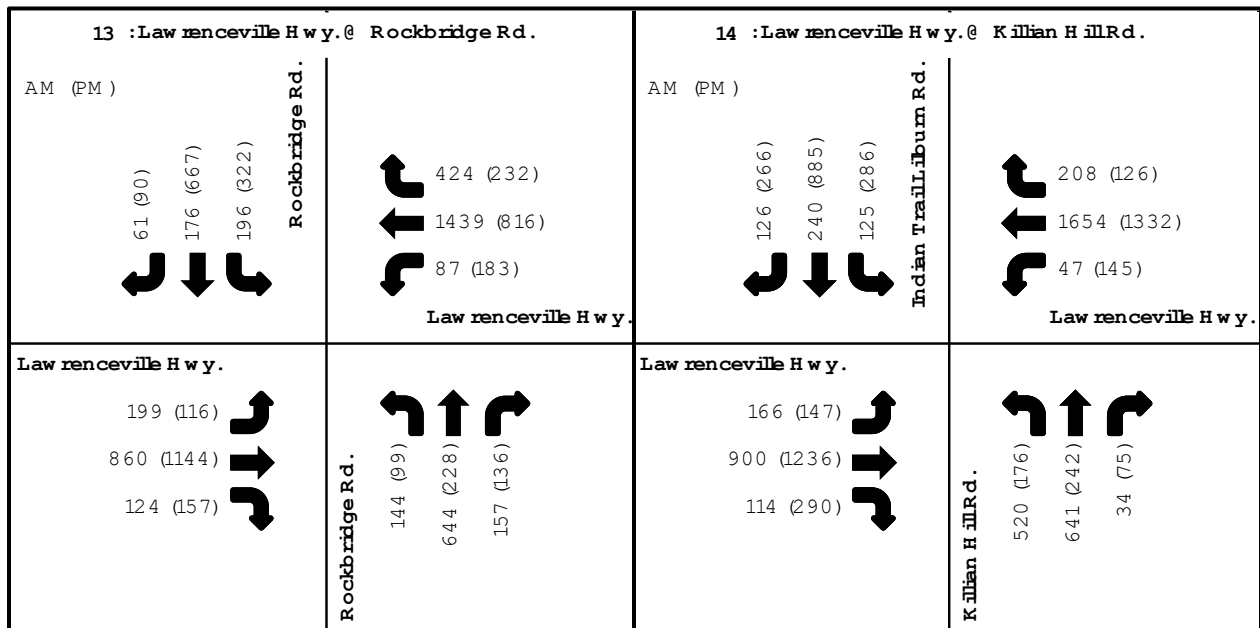 13 :Lawrenceville Hwy.@ Rockbridge Rd.
AM (PM)
61 (90)
176 (667)
196 (322)
Rockbridge Rd.
424 (232)
1439 (816)
87 (183)
Lawrenceville Hwy.
Lawrenceville Hwy.
199 (116)
860 (1144)
124 (157)
Rockbridge Rd.
144 (99)
644 (228)
157 (136)
14 :Lawrenceville Hwy.@ Killian Hill Rd.
AM (PM)
126 (266)
240 (885)
125 (286)
Indian Trail Lilburn Rd.
208 (126)
1654 (1332)
47 (145)
Lawrenceville Hwy.
Lawrenceville Hwy.
166 (147)
900 (1236)
114 (290)
Killian Hill Rd.
520 (176)
641 (242)
34 (75)